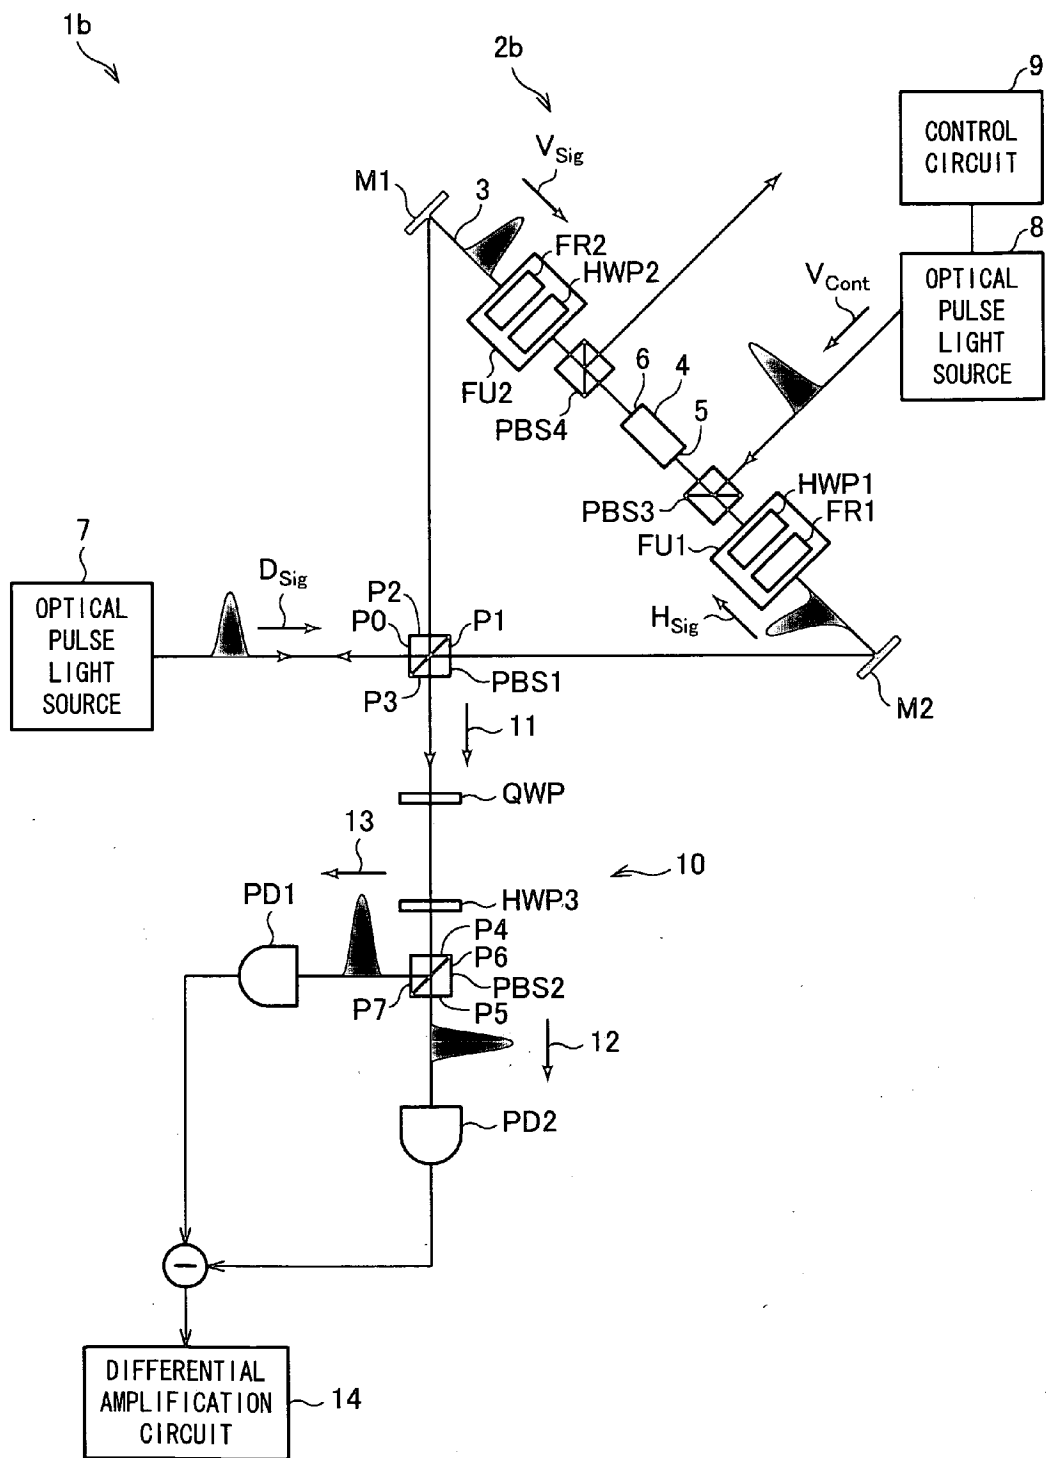 1b
2b
9
CONTROL
CIRCUIT
8
OPTICAL
PULSE
LIGHT
SOURCE
V_Sig
M1
3
FR2
HWP2
V_Cont
FU2
6
4
5
PBS4
PBS3
HWP1
FR1
FU1
H_Sig
M2
7
OPTICAL
PULSE
LIGHT
SOURCE
D_Sig
P2
P0
P1
P3
PBS1
11
QWP
13
10
HWP3
PD1
P4
P6
PBS2
P7
P5
12
PD2
−
DIFFERENTIAL
AMPLIFICATION
CIRCUIT
14